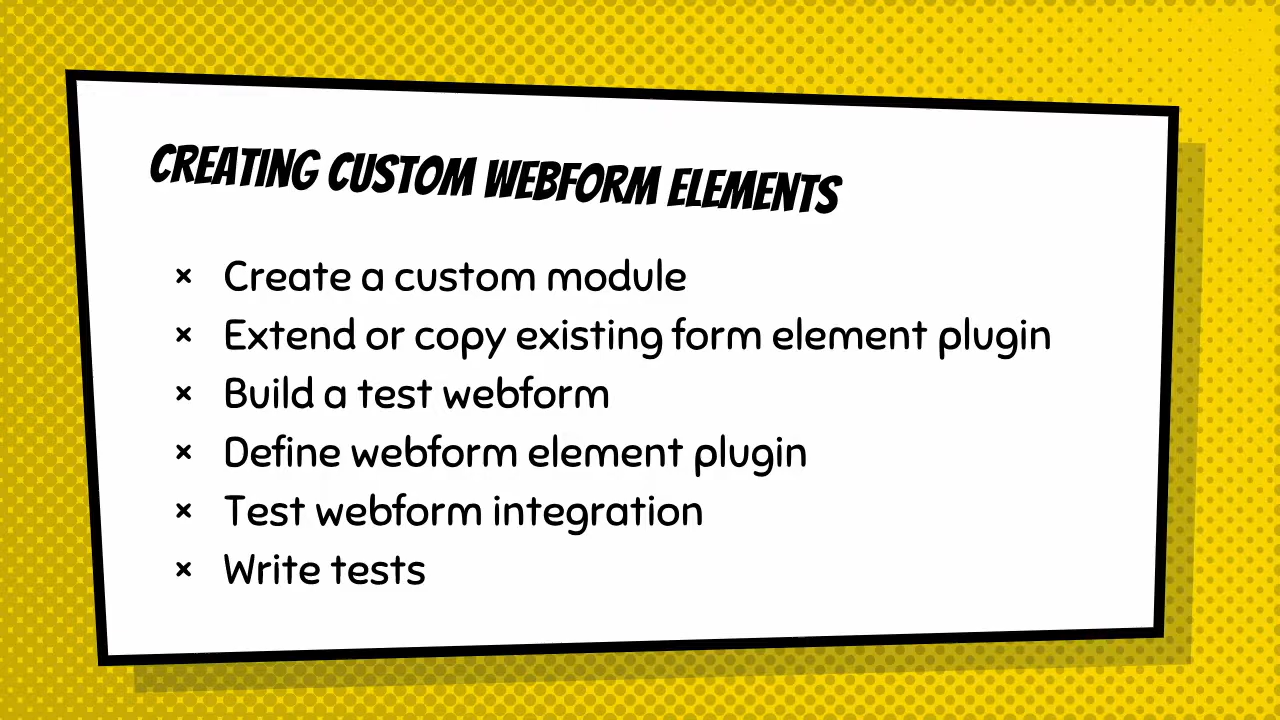 CREATING CUSTOM WEBFORM ELEMENTS
× Create a custom module
× Extend or copy existing form element plugin
× Build a test webform
× Define webform element plugin
× Test webform integration
× Write tests